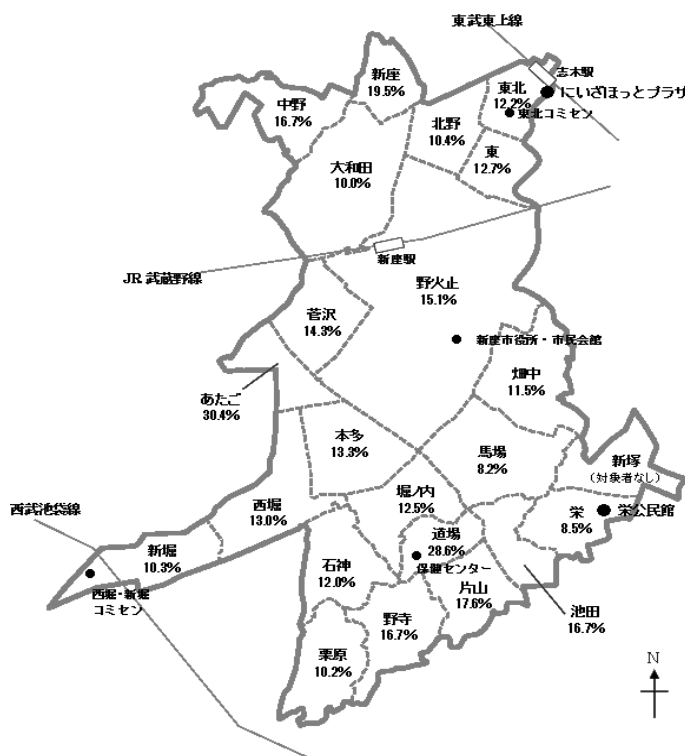 東武東上線
志木駅
にいざほっとプラザ
新座
19.5%
東北
12.2%
東北コミセン
中野
16.7%
北野
10.4%
東
12.7%
大和田
10.0%
新座駅
JR 武蔵野線
野火止
15.1%
菅沢
14.3%
新座市役所・市民会館
畑中
11.5%
あたご
30.4%
本多
13.3%
馬場
8.2%
新塚
(対象者なし)
西堀
13.0%
堀ノ内
12.5%
栄
8.5%
栄公民館
西武池袋線
新堀
10.3%
道場
28.6%
保健センター
石神
12.0%
西堀・新堀
コミセン
片山
17.6%
池田
16.7%
野寺
16.7%
栗原
10.2%
N